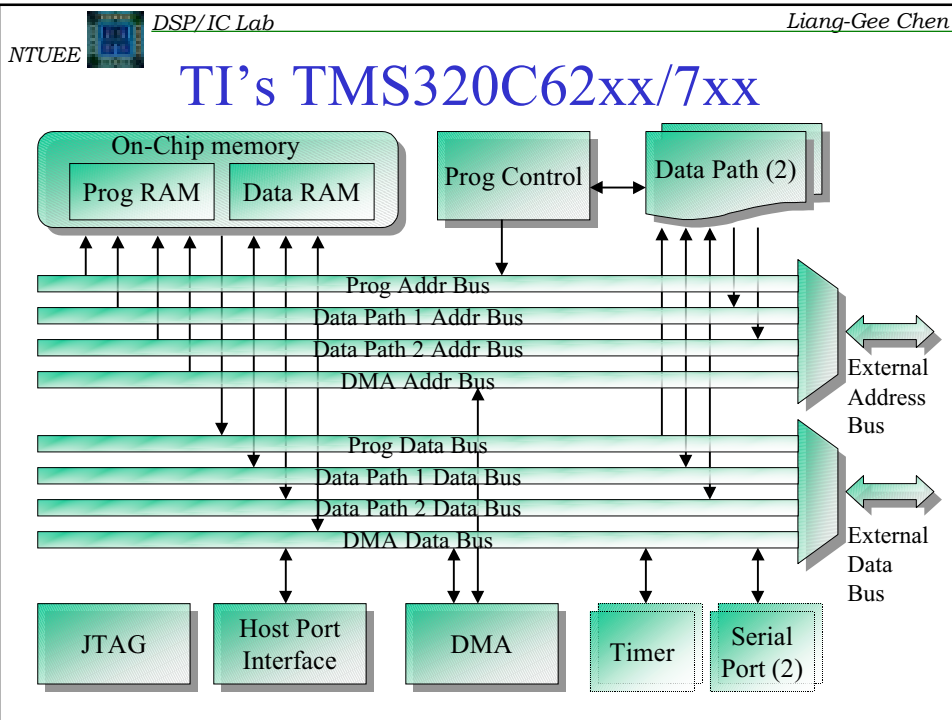 DSP/IC Lab
Liang-Gee Chen
NTUEE
TI's TMS320C62xx/7xx
On-Chip memory
Prog RAM
Data RAM
Prog Control
Data Path (2)
Prog Addr Bus
Data Path 1 Addr Bus
Data Path 2 Addr Bus
DMA Addr Bus
External
Address
Bus
Prog Data Bus
Data Path 1 Data Bus
Data Path 2 Data Bus
DMA Data Bus
External
Data
Bus
JTAG
Host Port
Interface
DMA
Timer
Serial
Port (2)